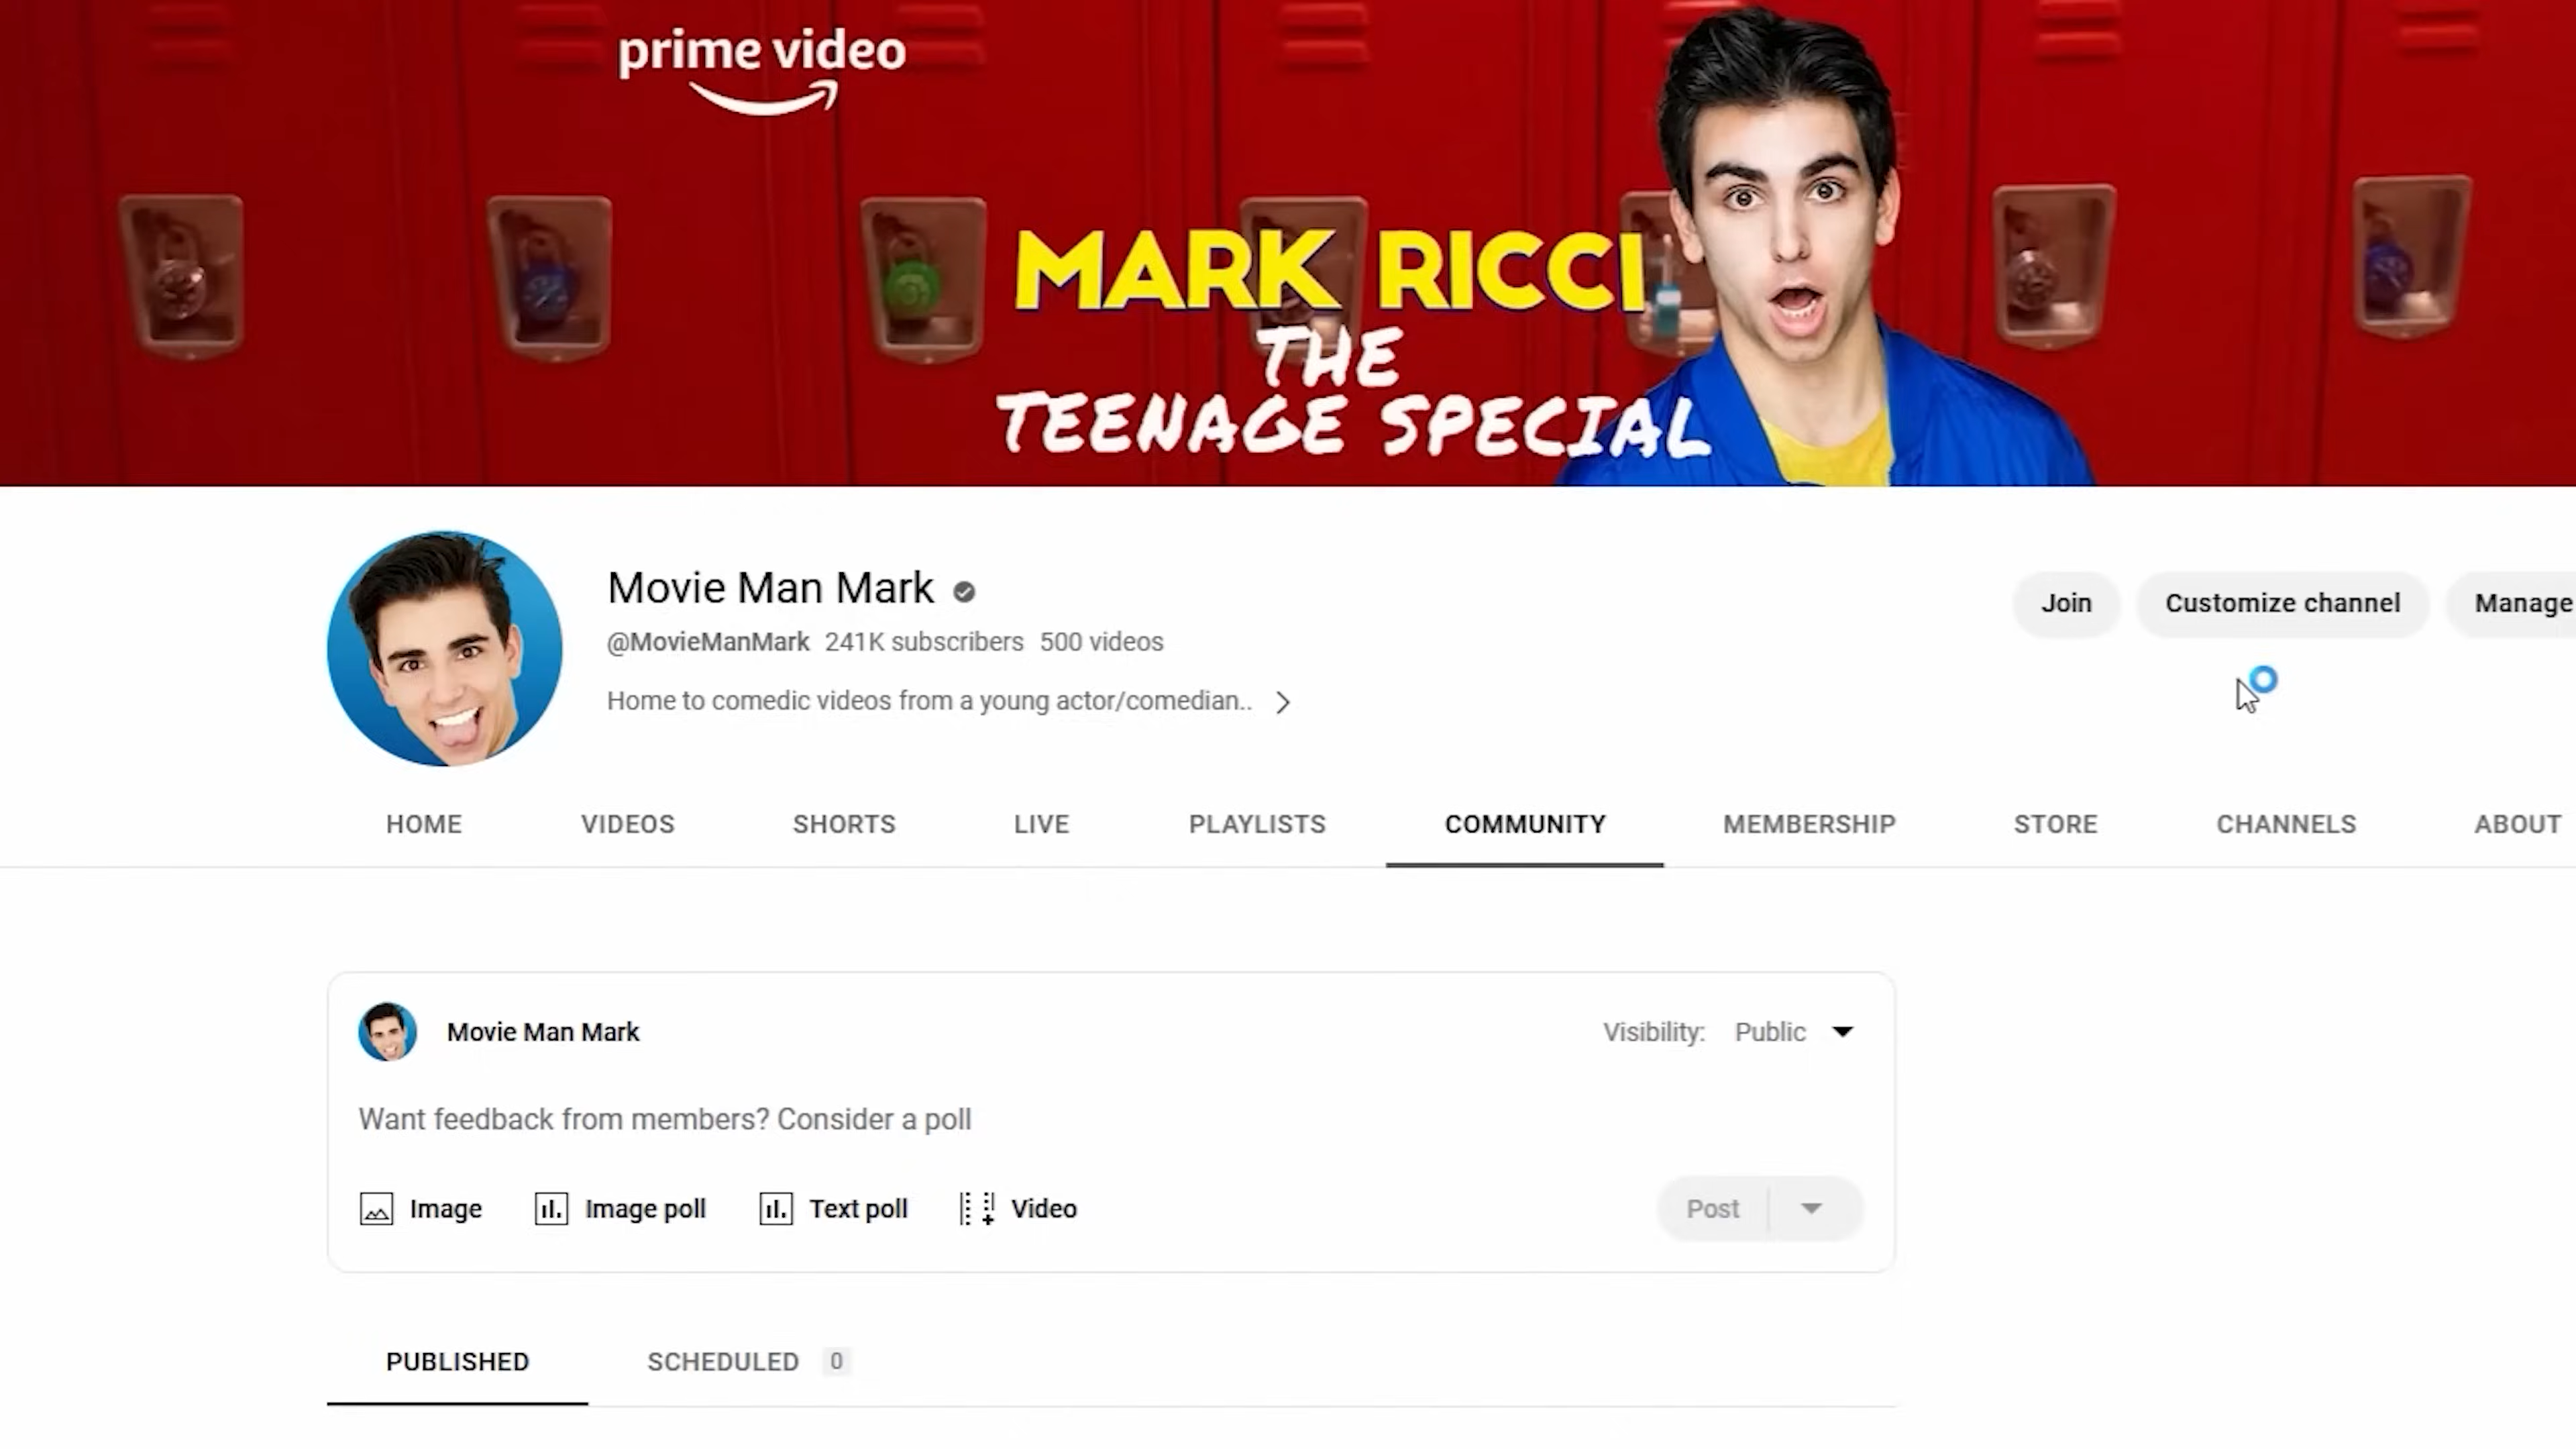 prime video
MARK RICCI
THE
TEENAGE SPECIAL
Movie Man Mark
@MovieManMark 241K subscribers 500 videos
Home to comedic videos from a young actor/comedian..
Join Customize channel Manage
HOME VIDEOS SHORTS LIVE PLAYLISTS COMMUNITY MEMBERSHIP STORE CHANNELS ABOUT
Movie Man Mark Visibility: Public
Want feedback from members? Consider a poll
Image Image poll Text poll Video Post
PUBLISHED SCHEDULED 0